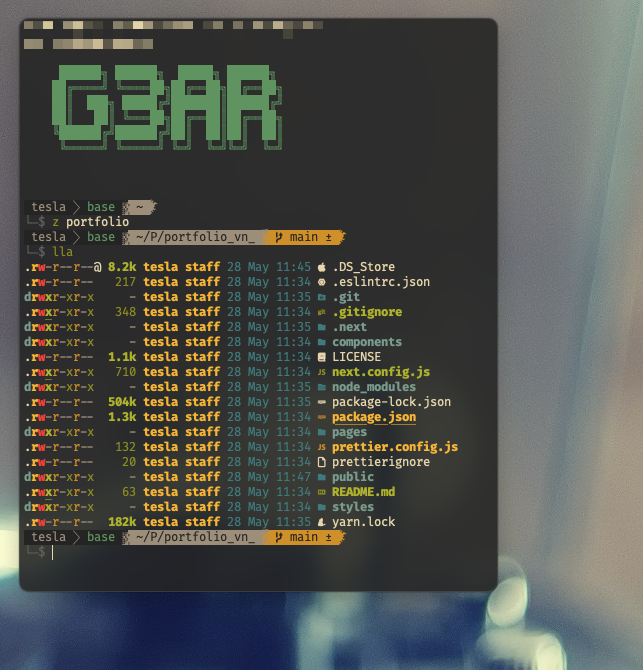 G3AR
tesla base ~
└─$ z portfolio
tesla base ~/P/portfolio_vn_ main ±
└─$ lla
.rw-r--r--@ 8.2k tesla staff 28 May 11:45 .DS_Store
.rw-r--r-- 217 tesla staff 28 May 11:34 .eslintrc.json
drwxr-xr-x - tesla staff 28 May 11:35 .git
.rwxr-xr-x 348 tesla staff 28 May 11:34 .gitignore
drwxr-xr-x - tesla staff 28 May 11:35 .next
drwxr-xr-x - tesla staff 28 May 11:34 components
.rw-r--r-- 1.1k tesla staff 28 May 11:34 LICENSE
.rwxr-xr-x 710 tesla staff 28 May 11:34 next.config.js
drwxr-xr-x - tesla staff 28 May 11:35 node_modules
.rw-r--r-- 504k tesla staff 28 May 11:35 package-lock.json
.rw-r--r-- 1.3k tesla staff 28 May 11:34 package.json
drwxr-xr-x - tesla staff 28 May 11:34 pages
.rw-r--r-- 132 tesla staff 28 May 11:34 prettier.config.js
.rw-r--r-- 20 tesla staff 28 May 11:34 prettierignore
drwxr-xr-x - tesla staff 28 May 11:47 public
.rwxr-xr-x 63 tesla staff 28 May 11:34 README.md
drwxr-xr-x - tesla staff 28 May 11:34 styles
.rw-r--r-- 182k tesla staff 28 May 11:35 yarn.lock
tesla base ~/P/portfolio_vn_ main ±
└─$